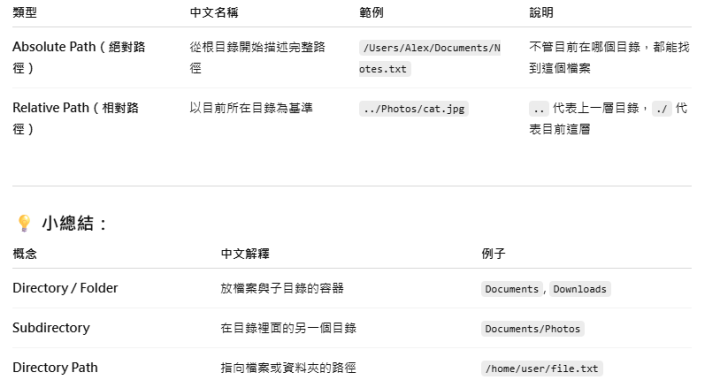 類型 中文名稱 範例 說明
Absolute Path（絕對路 從根目錄開始描述完整路 /Users/Alex/Documents/N 不管目前在哪個目錄，都能找
徑） 徑 otes.txt 到這個檔案
Relative Path（相對路 以目前所在目錄為基準 ../Photos/cat.jpg .. 代表上一層目錄，./ 代
徑） 表目前這層
💡 小總結：
概念 中文解釋 例子
Directory / Folder 放檔案與子目錄的容器 Documents, Downloads
Subdirectory 在目錄裡面的另一個目錄 Documents/Photos
Directory Path 指向檔案或資料夾的路徑 /home/user/file.txt